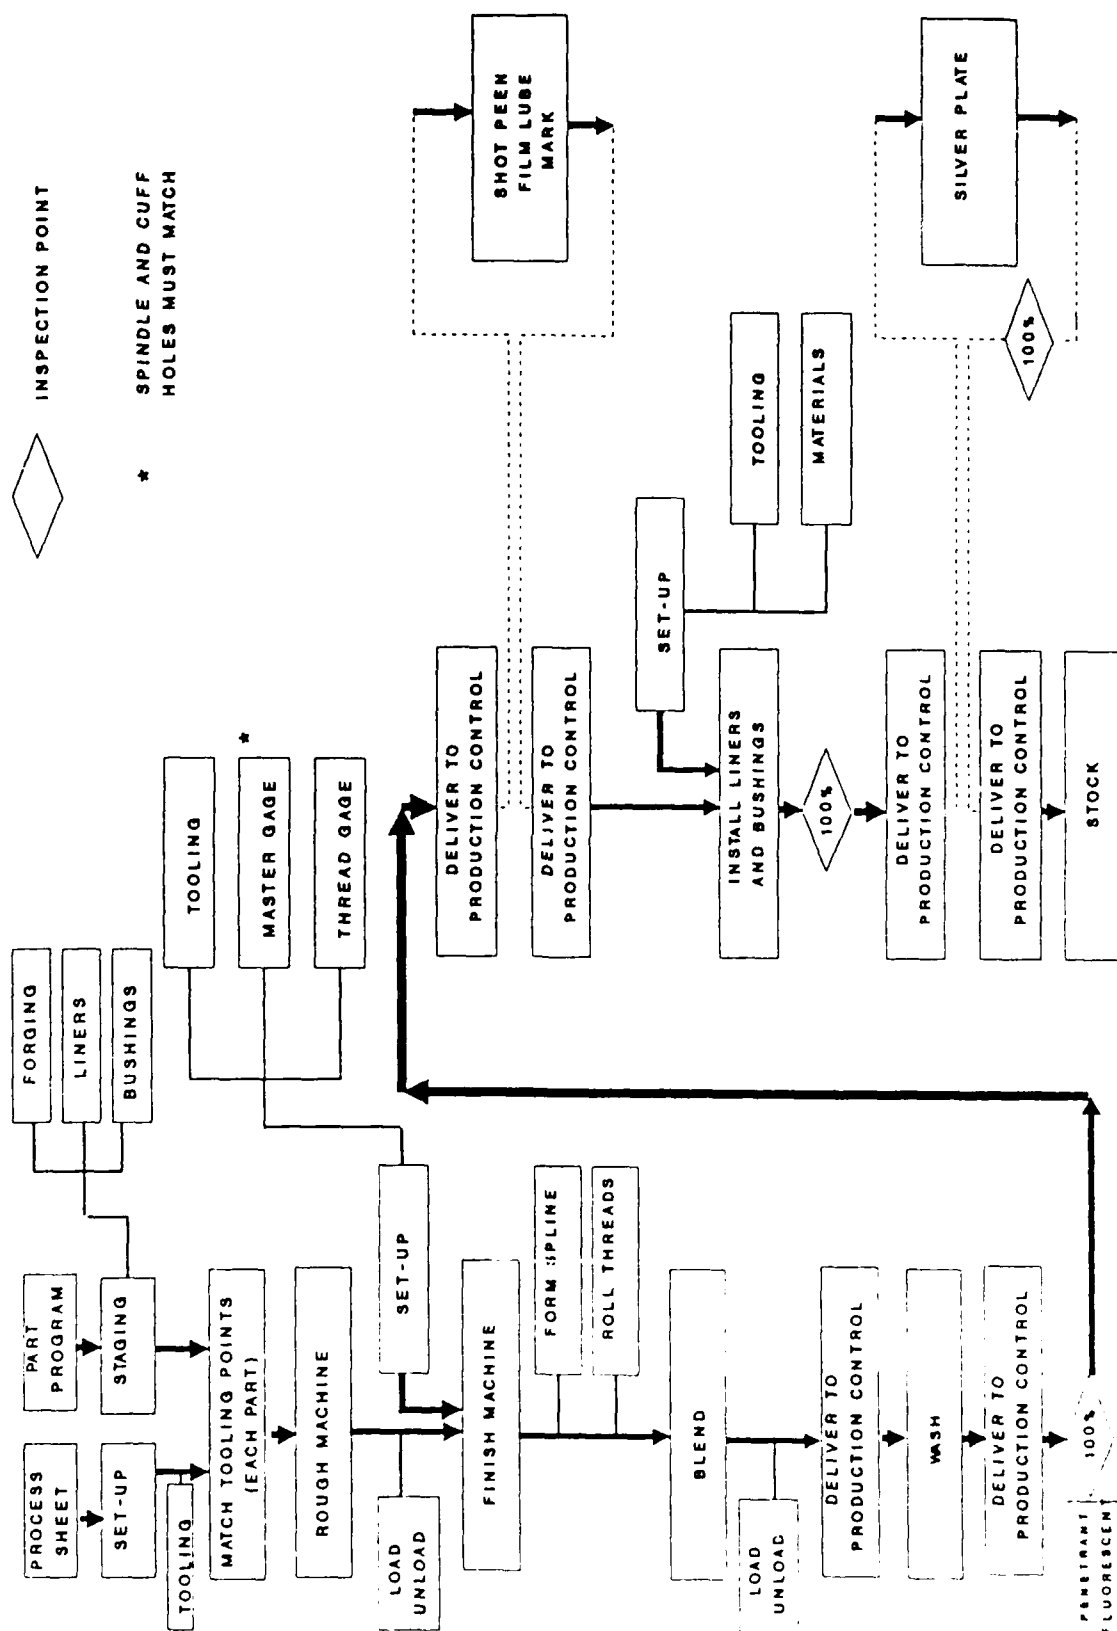 INSPECTION POINT
*
SPINDLE AND CUFF
HOLES MUST MATCH
PROCESS
SHEET
SET-UP
TOOLING
PART
PROGRAM
STAGING
FORGING
LINERS
BUSHINGS
MATCH TOOLING POINTS
(EACH PART)
ROUGH MACHINE
LOAD
UNLOAD
SET-UP
TOOLING
MASTER GAGE
*
THREAD GAGE
FINISH MACHINE
FORM SPLINE
ROLL THREADS
BLEND
LOAD
UNLOAD
DELIVER TO
PRODUCTION CONTROL
WASH
DELIVER TO
PRODUCTION CONTROL
100%
PENETRANT
FLUORESCENT
DELIVER TO
PRODUCTION CONTROL
SHOT PEEN
FILM LUBE
MARK
DELIVER TO
PRODUCTION CONTROL
SET-UP
TOOLING
MATERIALS
INSTALL LINERS
AND BUSHINGS
100%
DELIVER TO
PRODUCTION CONTROL
SILVER PLATE
100%
DELIVER TO
PRODUCTION CONTROL
STOCK